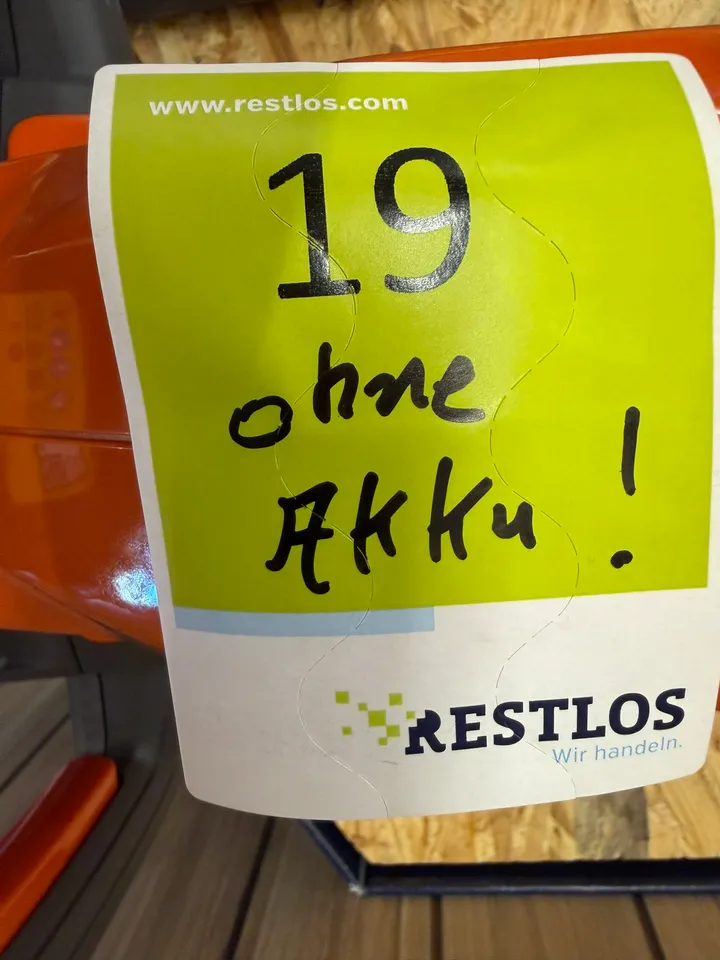 www.restlos.com
19
ohne
Akku!
RESTLOS
Wir handeln.